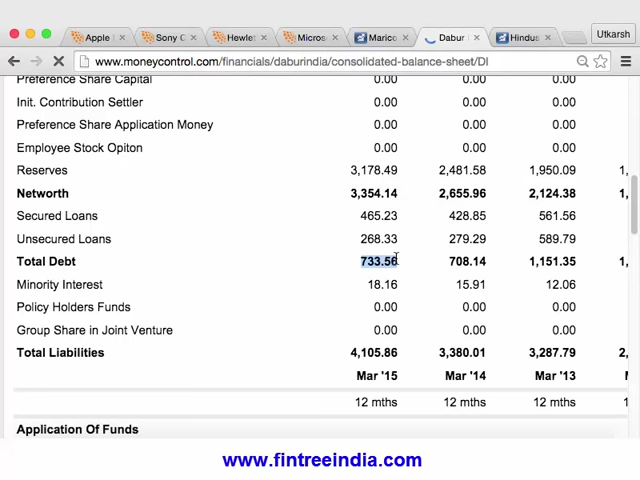 Apple
Sony C
Hewlet
Micros
Marico
Dabur
Hindus
Utkarsh
www.moneycontrol.com/financials/daburindia/consolidated-balance-sheet/DI
Preference Share Capital 0.00 0.00 0.00
Init. Contribution Settler 0.00 0.00 0.00
Preference Share Application Money 0.00 0.00 0.00
Employee Stock Opiton 0.00 0.00 0.00
Reserves 3,178.49 2,481.58 1,950.09 1,
Networth 3,354.14 2,655.96 2,124.38 1,
Secured Loans 465.23 428.85 561.56
Unsecured Loans 268.33 279.29 589.79
Total Debt 733.56 708.14 1,151.35 1,
Minority Interest 18.16 15.91 12.06
Policy Holders Funds 0.00 0.00 0.00
Group Share in Joint Venture 0.00 0.00 0.00
Total Liabilities 4,105.86 3,380.01 3,287.79 2,
Mar '15 Mar '14 Mar '13
12 mths 12 mths 12 mths 1
Application Of Funds
www.fintreeindia.com